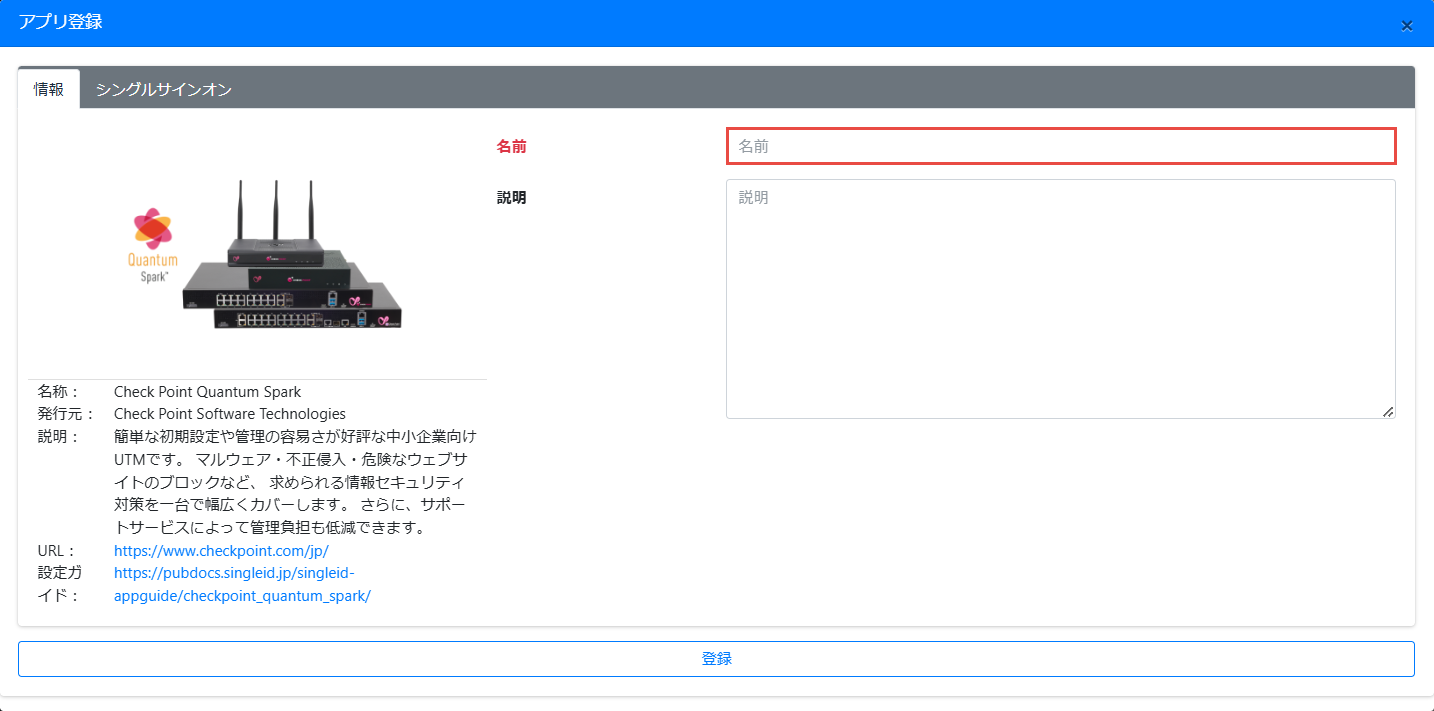 アプリ登録
×
情報
シングルサインオン
名前
名前
説明
説明
Quantum
Spark™
名称：
Check Point Quantum Spark
発行元：
Check Point Software Technologies
説明：
簡単な初期設定や管理の容易さが好評な中小企業向け
UTMです。 マルウェア・不正侵入・危険なウェブサ
イトのブロックなど、 求められる情報セキュリティ
対策を一台で幅広くカバーします。 さらに、サポー
トサービスによって管理負担も低減できます。
URL：
https://www.checkpoint.com/jp/
設定ガ
イド：
https://pubdocs.singleid.jp/singleid-
appguide/checkpoint_quantum_spark/
登録